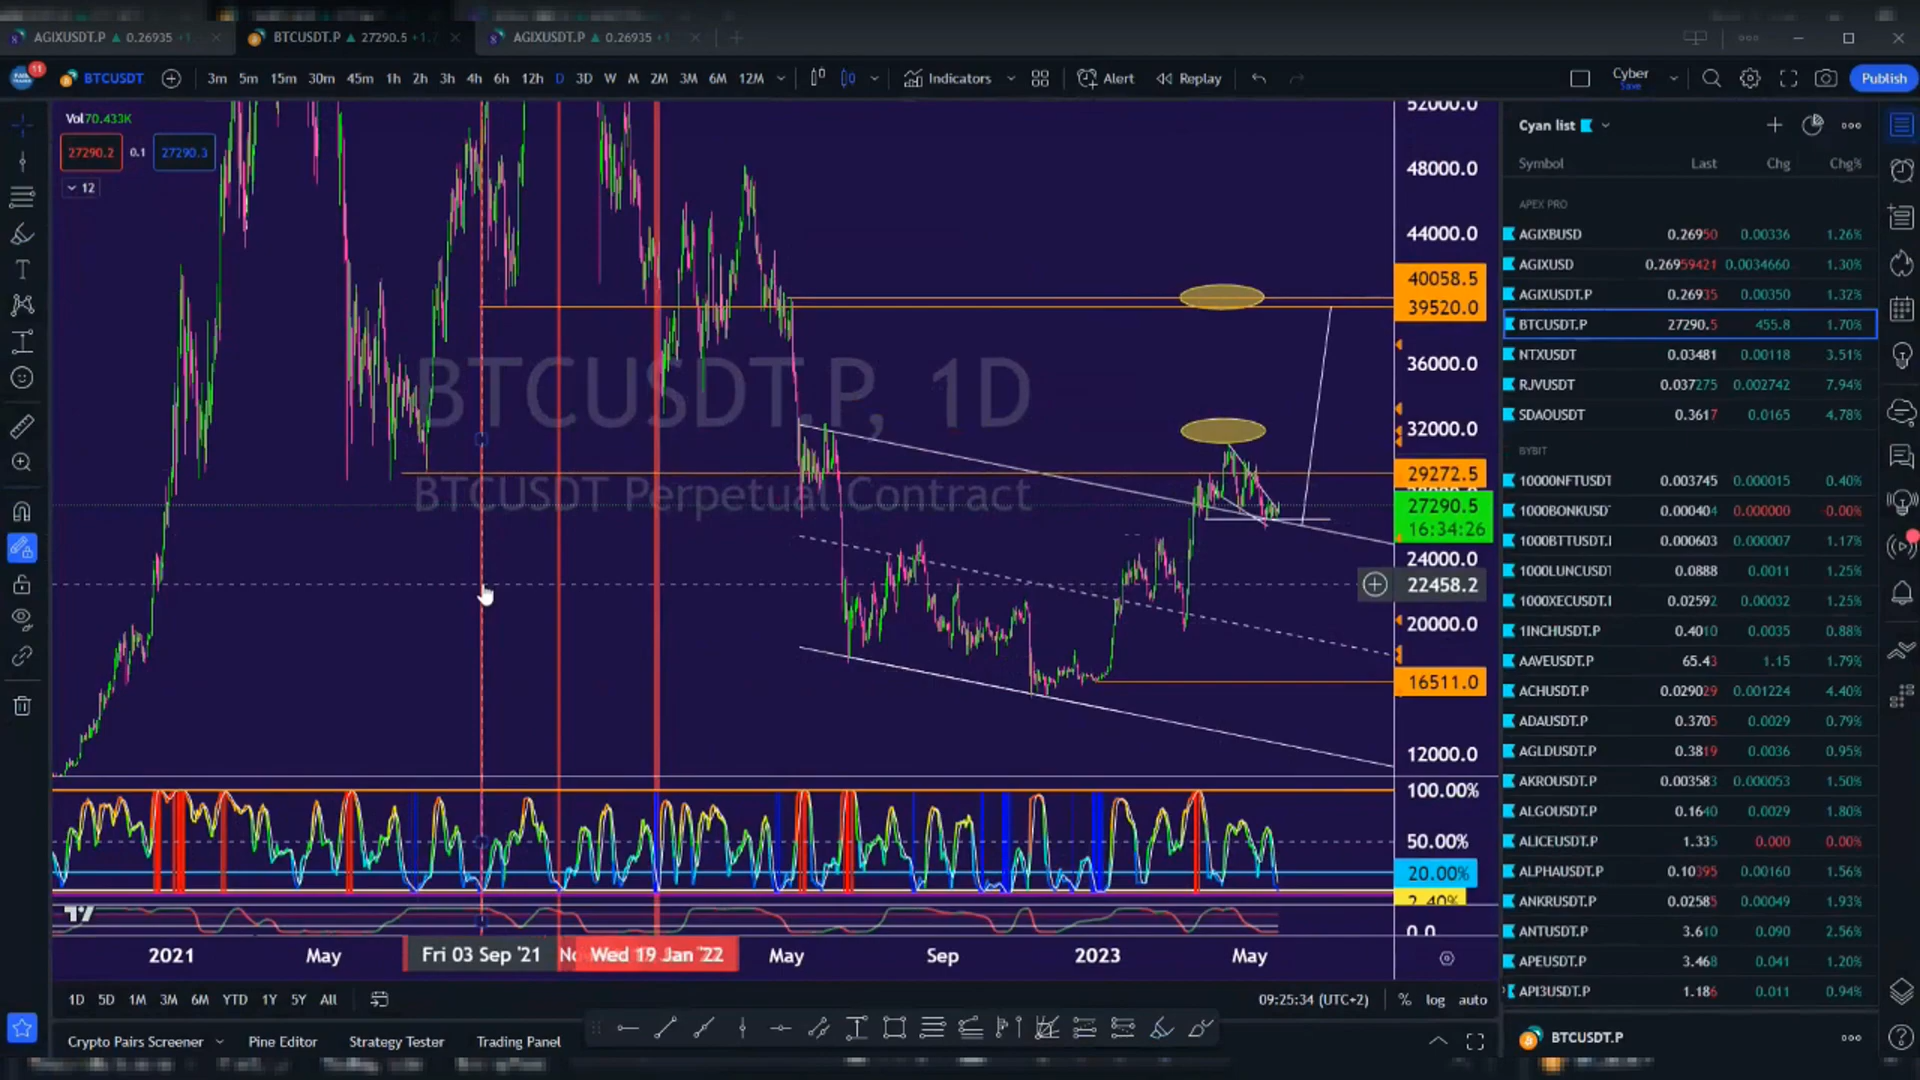 AGIXUSDT.P ▲ 0.26935 +1
BTCUSDT.P ▲ 27290.5 +1.
AGIXUSDT.P ▲ 0.26935 +1
11
BTCUSDT
3m 5m 15m 30m 45m 1h 2h 3h 4h 6h 12h D 3D W M 2M 3M 6M 12M
Indicators
Alert
Replay
Cyber
Save
Publish
Vol70.433K
27290.2 0.1 27290.3
12
BTCUSDT.P, 1D
BTCUSDT Perpetual Contract
52000.0
48000.0
44000.0
40058.5
39520.0
36000.0
32000.0
29272.5
27290.5
16:34:26
24000.0
22458.2
20000.0
16511.0
12000.0
100.00%
50.00%
20.00%
2.40%
0.0
2021 May Fri 03 Sep '21 Wed 19 Jan '22 May Sep 2023 May
1D 5D 1M 3M 6M YTD 1Y 5Y All
09:25:34 (UTC+2) % log auto
Crypto Pairs Screener Pine Editor Strategy Tester Trading Panel
Cyan list
Symbol Last Chg Chg%
APEX PRO
AGIXBUSD 0.26950 0.00336 1.26%
AGIXUSD 0.26959421 0.0034660 1.30%
AGIXUSDT.P 0.26935 0.00350 1.32%
BTCUSDT.P 27290.5 455.8 1.70%
NTXUSDT 0.03481 0.00118 3.51%
RJVUSDT 0.037275 0.002742 7.94%
SDAOUSDT 0.3617 0.0165 4.78%
BYBIT
10000NFTUSDT 0.003745 0.000015 0.40%
1000BONKUSD 0.000404 0.000000 -0.00%
1000BTTUSDT.I 0.000603 0.000007 1.17%
1000LUNCUSDT 0.0888 0.0011 1.25%
1000XECUSDT.I 0.02592 0.00032 1.25%
1INCHUSDT.P 0.4010 0.0035 0.88%
AAVEUSDT.P 65.43 1.15 1.79%
ACHUSDT.P 0.029029 0.001224 4.40%
ADAUSDT.P 0.3705 0.0029 0.79%
AGLDUSDT.P 0.3819 0.0036 0.95%
AKROUSDT.P 0.003583 0.000053 1.50%
ALGOUSDT.P 0.1640 0.0029 1.80%
ALICEUSDT.P 1.335 0.000 0.00%
ALPHAUSDT.P 0.10395 0.00160 1.56%
ANKRUSDT.P 0.02585 0.00049 1.93%
ANTUSDT.P 3.610 0.090 2.56%
APEUSDT.P 3.468 0.041 1.20%
API3USDT.P 1.186 0.011 0.94%
BTCUSDT.P